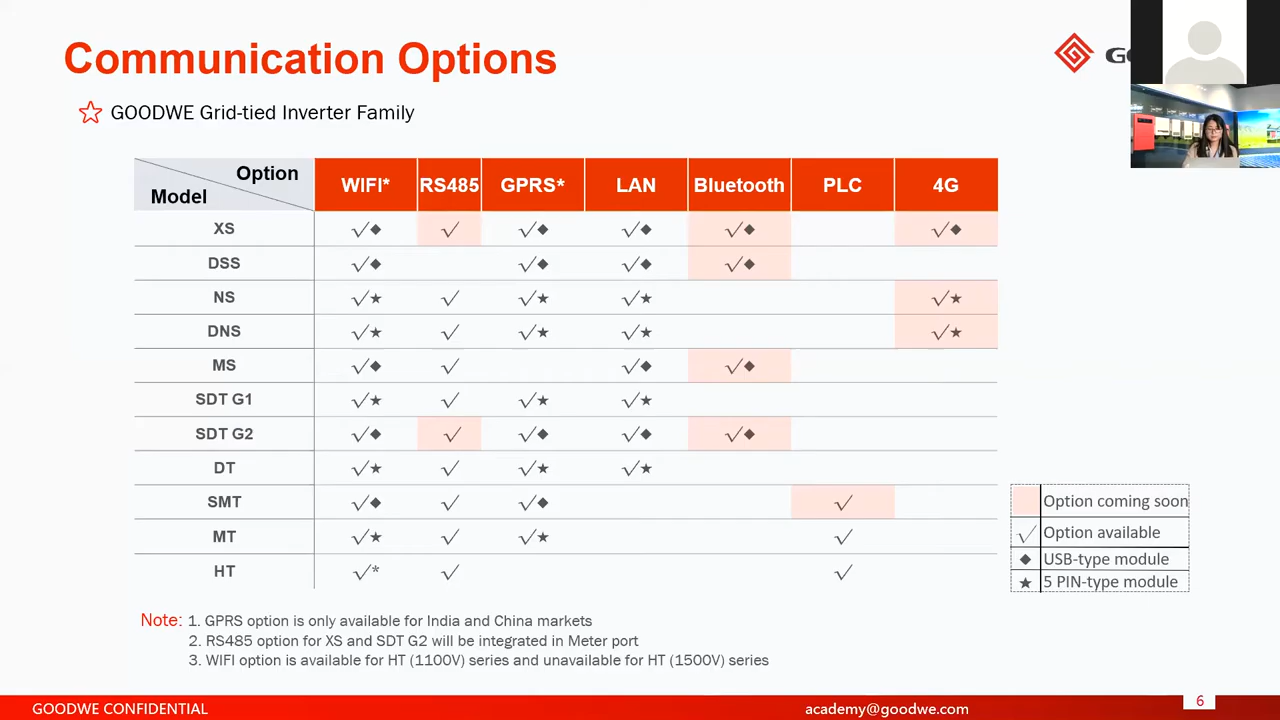 Communication Options
GOODWE Grid-tied Inverter Family
Option
Model
WIFI* RS485 GPRS* LAN Bluetooth PLC 4G
XS √◆ √ √◆ √◆ √◆ √◆
DSS √◆ √◆ √◆ √◆
NS √★ √ √★ √★ √★
DNS √★ √ √★ √★ √★
MS √◆ √ √◆ √◆
SDT G1 √★ √ √★ √★
SDT G2 √◆ √ √◆ √◆ √◆
DT √★ √ √★ √★
SMT √◆ √ √◆ √
MT √★ √ √★ √
HT √* √ √
Option coming soon
√ Option available
◆ USB-type module
★ 5 PIN-type module
Note: 1. GPRS option is only available for India and China markets
2. RS485 option for XS and SDT G2 will be integrated in Meter port
3. WIFI option is available for HT (1100V) series and unavailable for HT (1500V) series
GOODWE CONFIDENTIAL
academy@goodwe.com
6